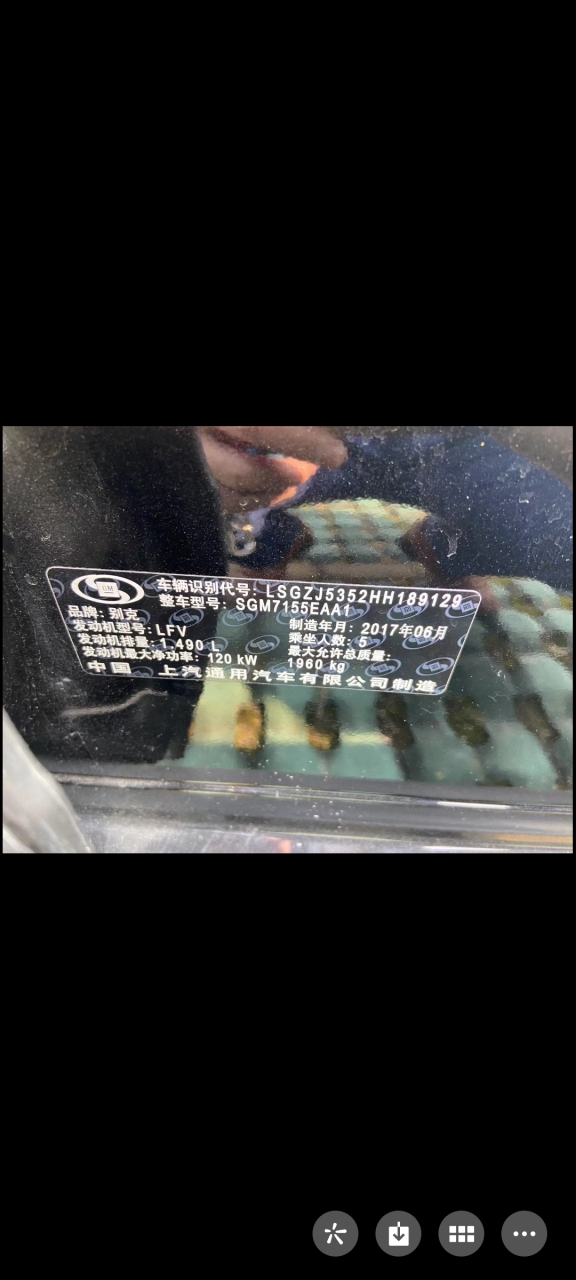 GM
车辆识别代号: LSGZJ5352HH189129
整车型号: SGM7155EAA1
品牌: 别克
发动机型号: LFV
制造年月: 2017年06月
发动机排量: 1.490 L
乘坐人数: 5
发动机最大净功率: 120 kW
最大允许总质量:
1960 kg
中国 上汽通用汽车有限公司制造